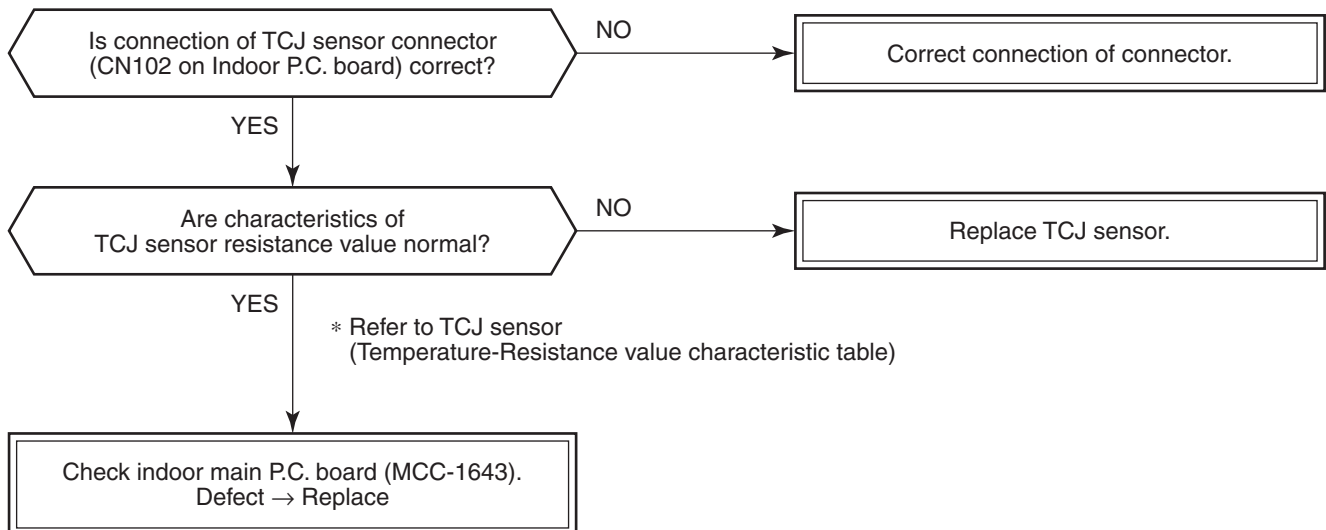 Is connection of TCJ sensor connector
(CN102 on Indoor P.C. board) correct?
NO
Correct connection of connector.
YES
Are characteristics of
TCJ sensor resistance value normal?
NO
Replace TCJ sensor.
YES
* Refer to TCJ sensor
(Temperature-Resistance value characteristic table)
Check indoor main P.C. board (MCC-1643).
Defect → Replace